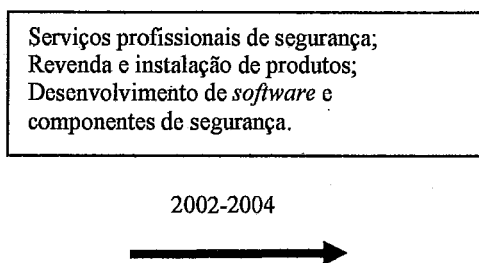 Serviços profissionais de segurança;
Revenda e instalação de produtos;
Desenvolvimento de software e
componentes de segurança.
2002-2004